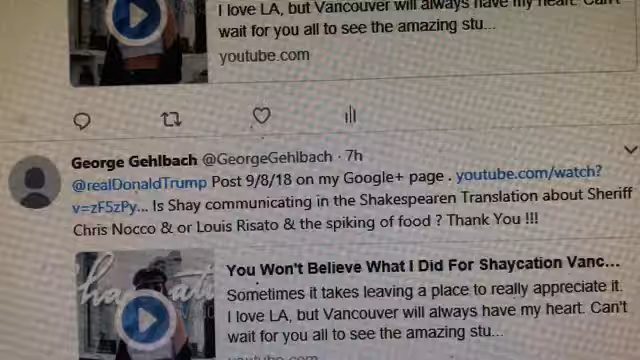 I love LA, but Vancouver will always have my heart. Can't
wait for you all to see the amazing stu...
youtube.com
George Gehlbach @GeorgeGehlbach · 7h
@realDonaldTrump Post 9/8/18 on my Google+ page . youtube.com/watch?
v=zF5zPy... Is Shay communicating in the Shakespearen Translation about Sheriff
Chris Nocco & or Louis Risato & the spiking of food ? Thank You !!!
You Won't Believe What I Did For Shaycation Vanc...
Sometimes it takes leaving a place to really appreciate it.
I love LA, but Vancouver will always have my heart. Can't
wait for you all to see the amazing stu...
youtube.com